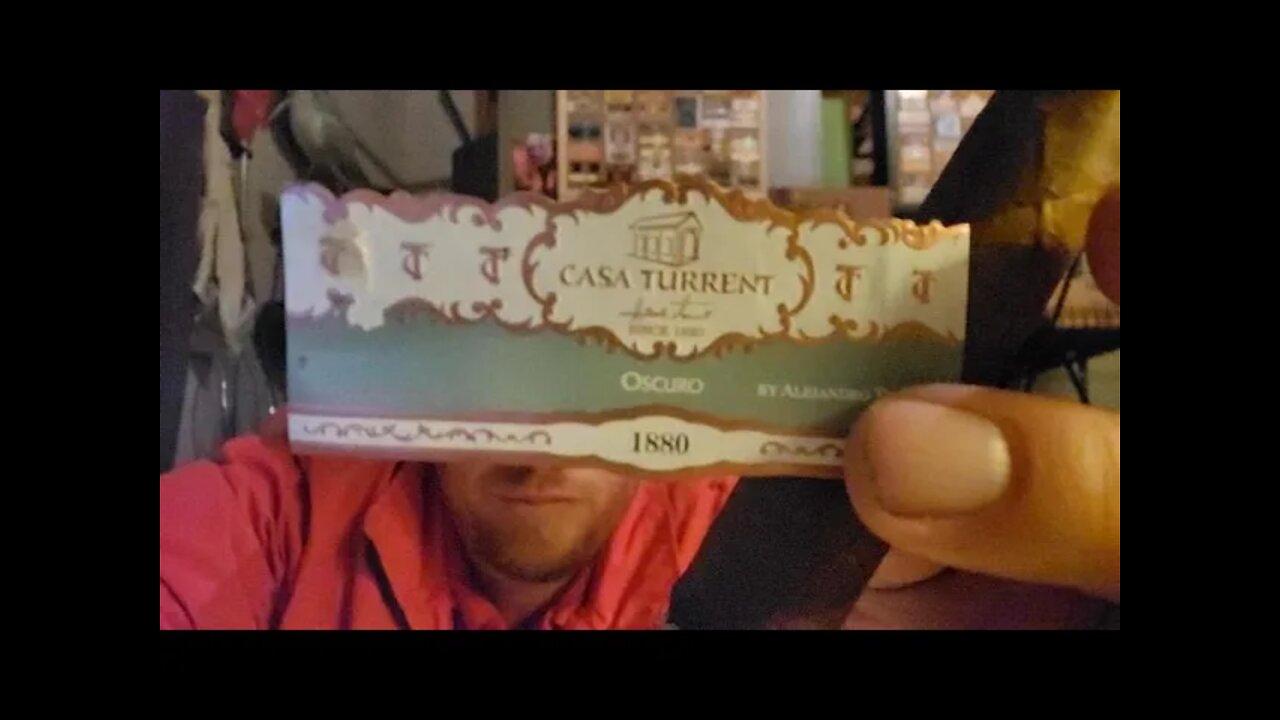 CASA TURRENT
SINCE 1880
OSCURO
BY ALEJANDRO
1880